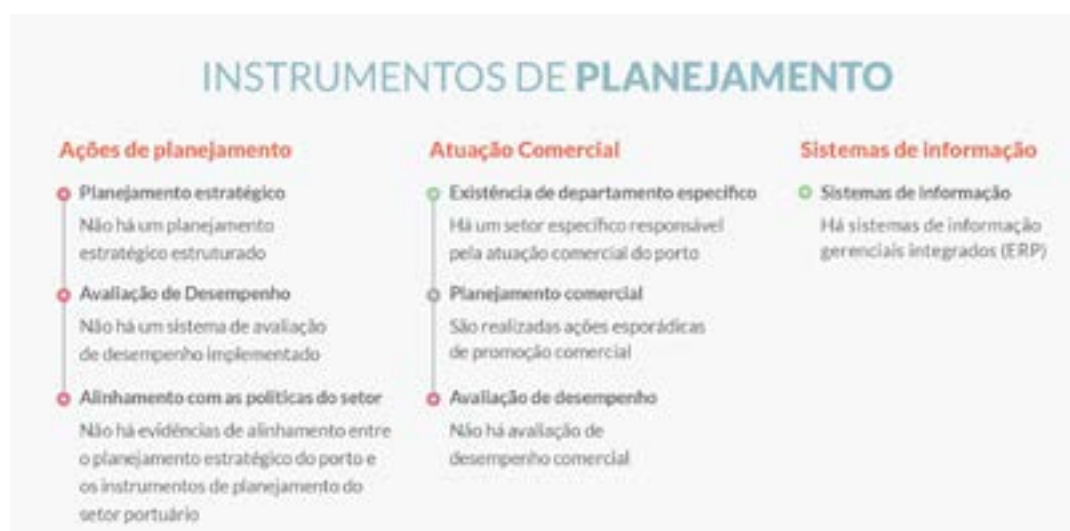 INSTRUMENTOS DE PLANEJAMENTO
Ações de planejamento
Planejamento estratégico
Não há um planejamento
estratégico estruturado
Avaliação de Desempenho
Não há um sistema de avaliação
de desempenho implementado
Alinhamento com as políticas do setor
Não há evidências de alinhamento entre
o planejamento estratégico do porto e
os instrumentos de planejamento do
setor portuário
Atuação Comercial
Existência de departamento específico
Há um setor específico responsável
pela atuação comercial do porto
Planejamento comercial
São realizadas ações esporádicas
de promoção comercial
Avaliação de desempenho
Não há avaliação de
desempenho comercial
Sistemas de informação
Sistemas de informação
Há sistemas de informação
gerenciais integrados (ERP)